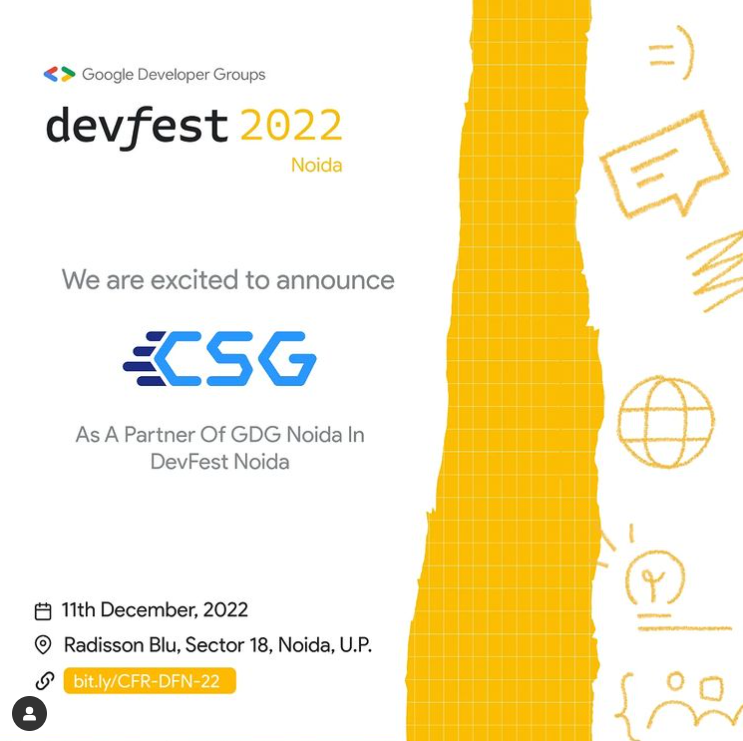 Google Developer Groups
devfest 2022
Noida
We are excited to announce
CSG
As A Partner Of GDG Noida In
DevFest Noida
11th December, 2022
Radisson Blu, Sector 18, Noida, U.P.
bit.ly/CFR-DFN-22